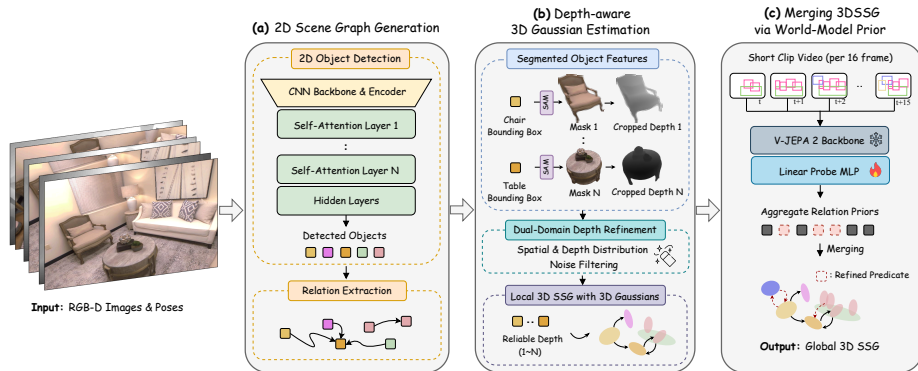 (a) 2D Scene Graph Generation
2D Object Detection
CNN Backbone & Encoder
Self-Attention Layer 1
:
Self-Attention Layer N
Hidden Layers
Detected Objects
Relation Extraction
Input: RGB-D Images & Poses
(b) Depth-aware
3D Gaussian Estimation
Segmented Object Features
SAM
Chair
Bounding Box
Mask 1
Cropped Depth 1
:
SAM
Table
Bounding Box
Mask N
Cropped Depth N
Dual-Domain Depth Refinement
Spatial & Depth Distribution
Noise Filtering
Local 3D SSG with 3D Gaussians
Reliable Depth
(1~N)
(c) Merging 3DSSG
via World-Model Prior
Short Clip Video (per 16 frame)
t
t+1
t+2
..
t+15
V-JEPA 2 Backbone
Linear Probe MLP
Aggregate Relation Priors
Merging
: Refined Predicate
Output: Global 3D SSG